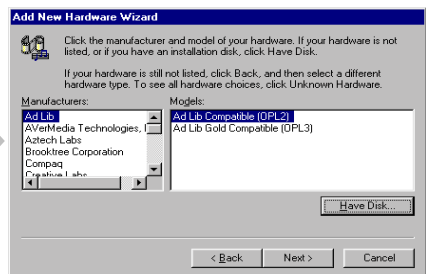 Add New Hardware Wizard
Click the manufacturer and model of your hardware. If your hardware is not
listed, or if you have an installation disk, click Have Disk.
If your hardware is still not listed, click Back, and then select a different
hardware type. To see all hardware choices, click Unknown Hardware.
Manufacturers:
Ad Lib
AVerMedia Technologies, I
Aztech Labs
Brooktree Corporation
Compaq
Creative Labs
Models:
Ad Lib Compatible (OPL2)
Ad Lib Gold Compatible (OPL3)
Have Disk...
< Back
Next >
Cancel